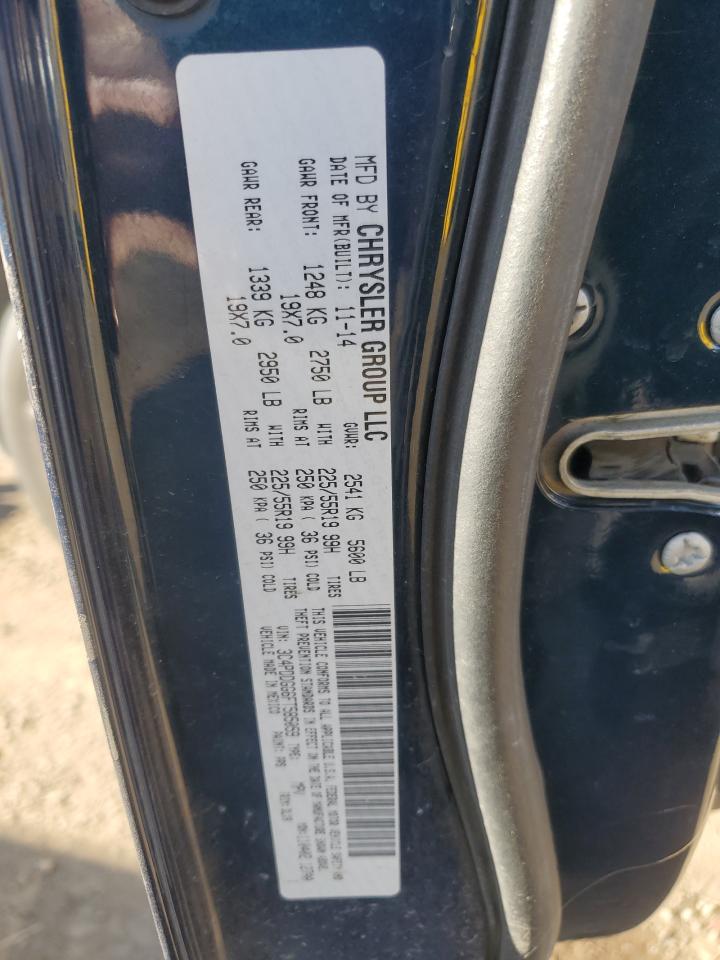 MFD BY CHRYSLER GROUP LLC
DATE OF MFR(BUILT): 11-14 GVWR: 2541 KG 5600 LB
GAWR FRONT: 1248 KG 2750 LB WITH 225/55R19 99H TIRES
19X7.0 RIMS AT 250 KPA ( 36 PSI) COLD
GAWR REAR: 1339 KG 2950 LB WITH 225/55R19 99H TIRES
19X7.0 RIMS AT 250 KPA ( 36 PSI) COLD
THIS VEHICLE CONFORMS TO ALL APPLICABLE U.S.A. FEDERAL MOTOR VEHICLE SAFETY AND
THEFT PREVENTION STANDARDS IN EFFECT ON THE DATE OF MANUFACTURE SHOWN ABOVE.
VIN: TYPE: MPV
VEHICLE MADE IN MEXICO PAINT: